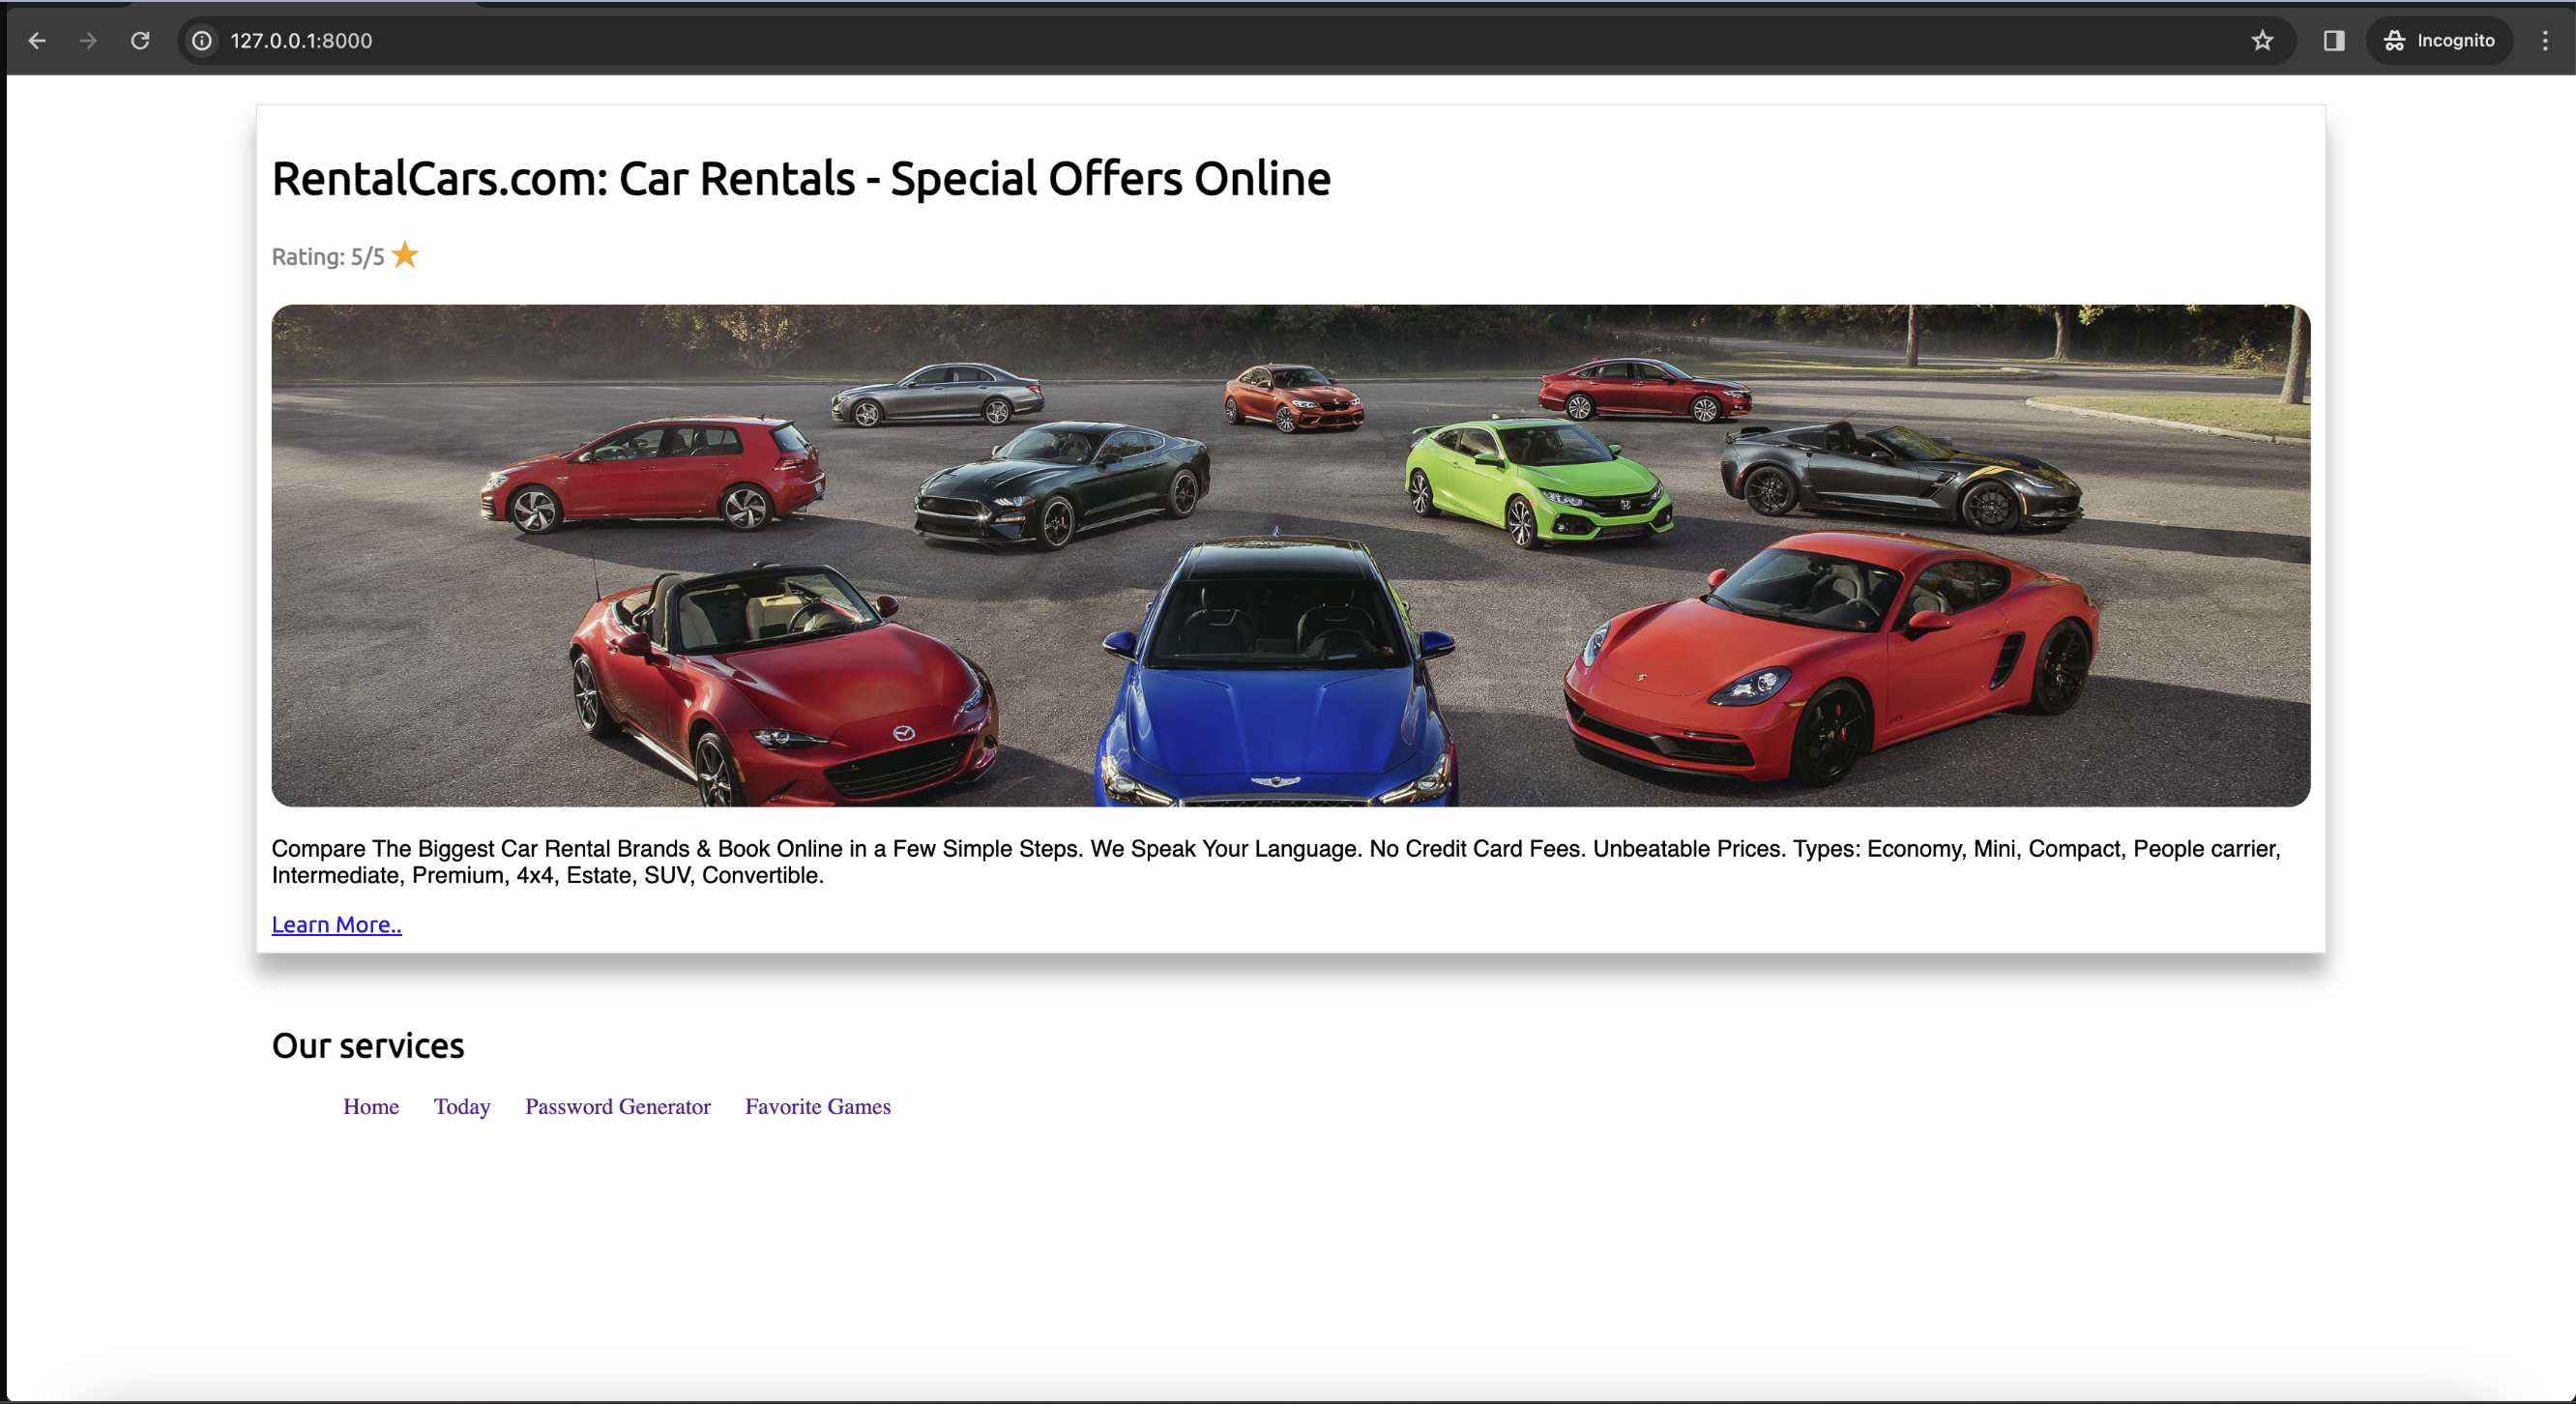 127.0.0.1:8000
Incognito
RentalCars.com: Car Rentals - Special Offers Online
Rating: 5/5
Compare The Biggest Car Rental Brands & Book Online in a Few Simple Steps. We Speak Your Language. No Credit Card Fees. Unbeatable Prices. Types: Economy, Mini, Compact, People carrier,
Intermediate, Premium, 4x4, Estate, SUV, Convertible.
Learn More..
Our services
Home Today Password Generator Favorite Games